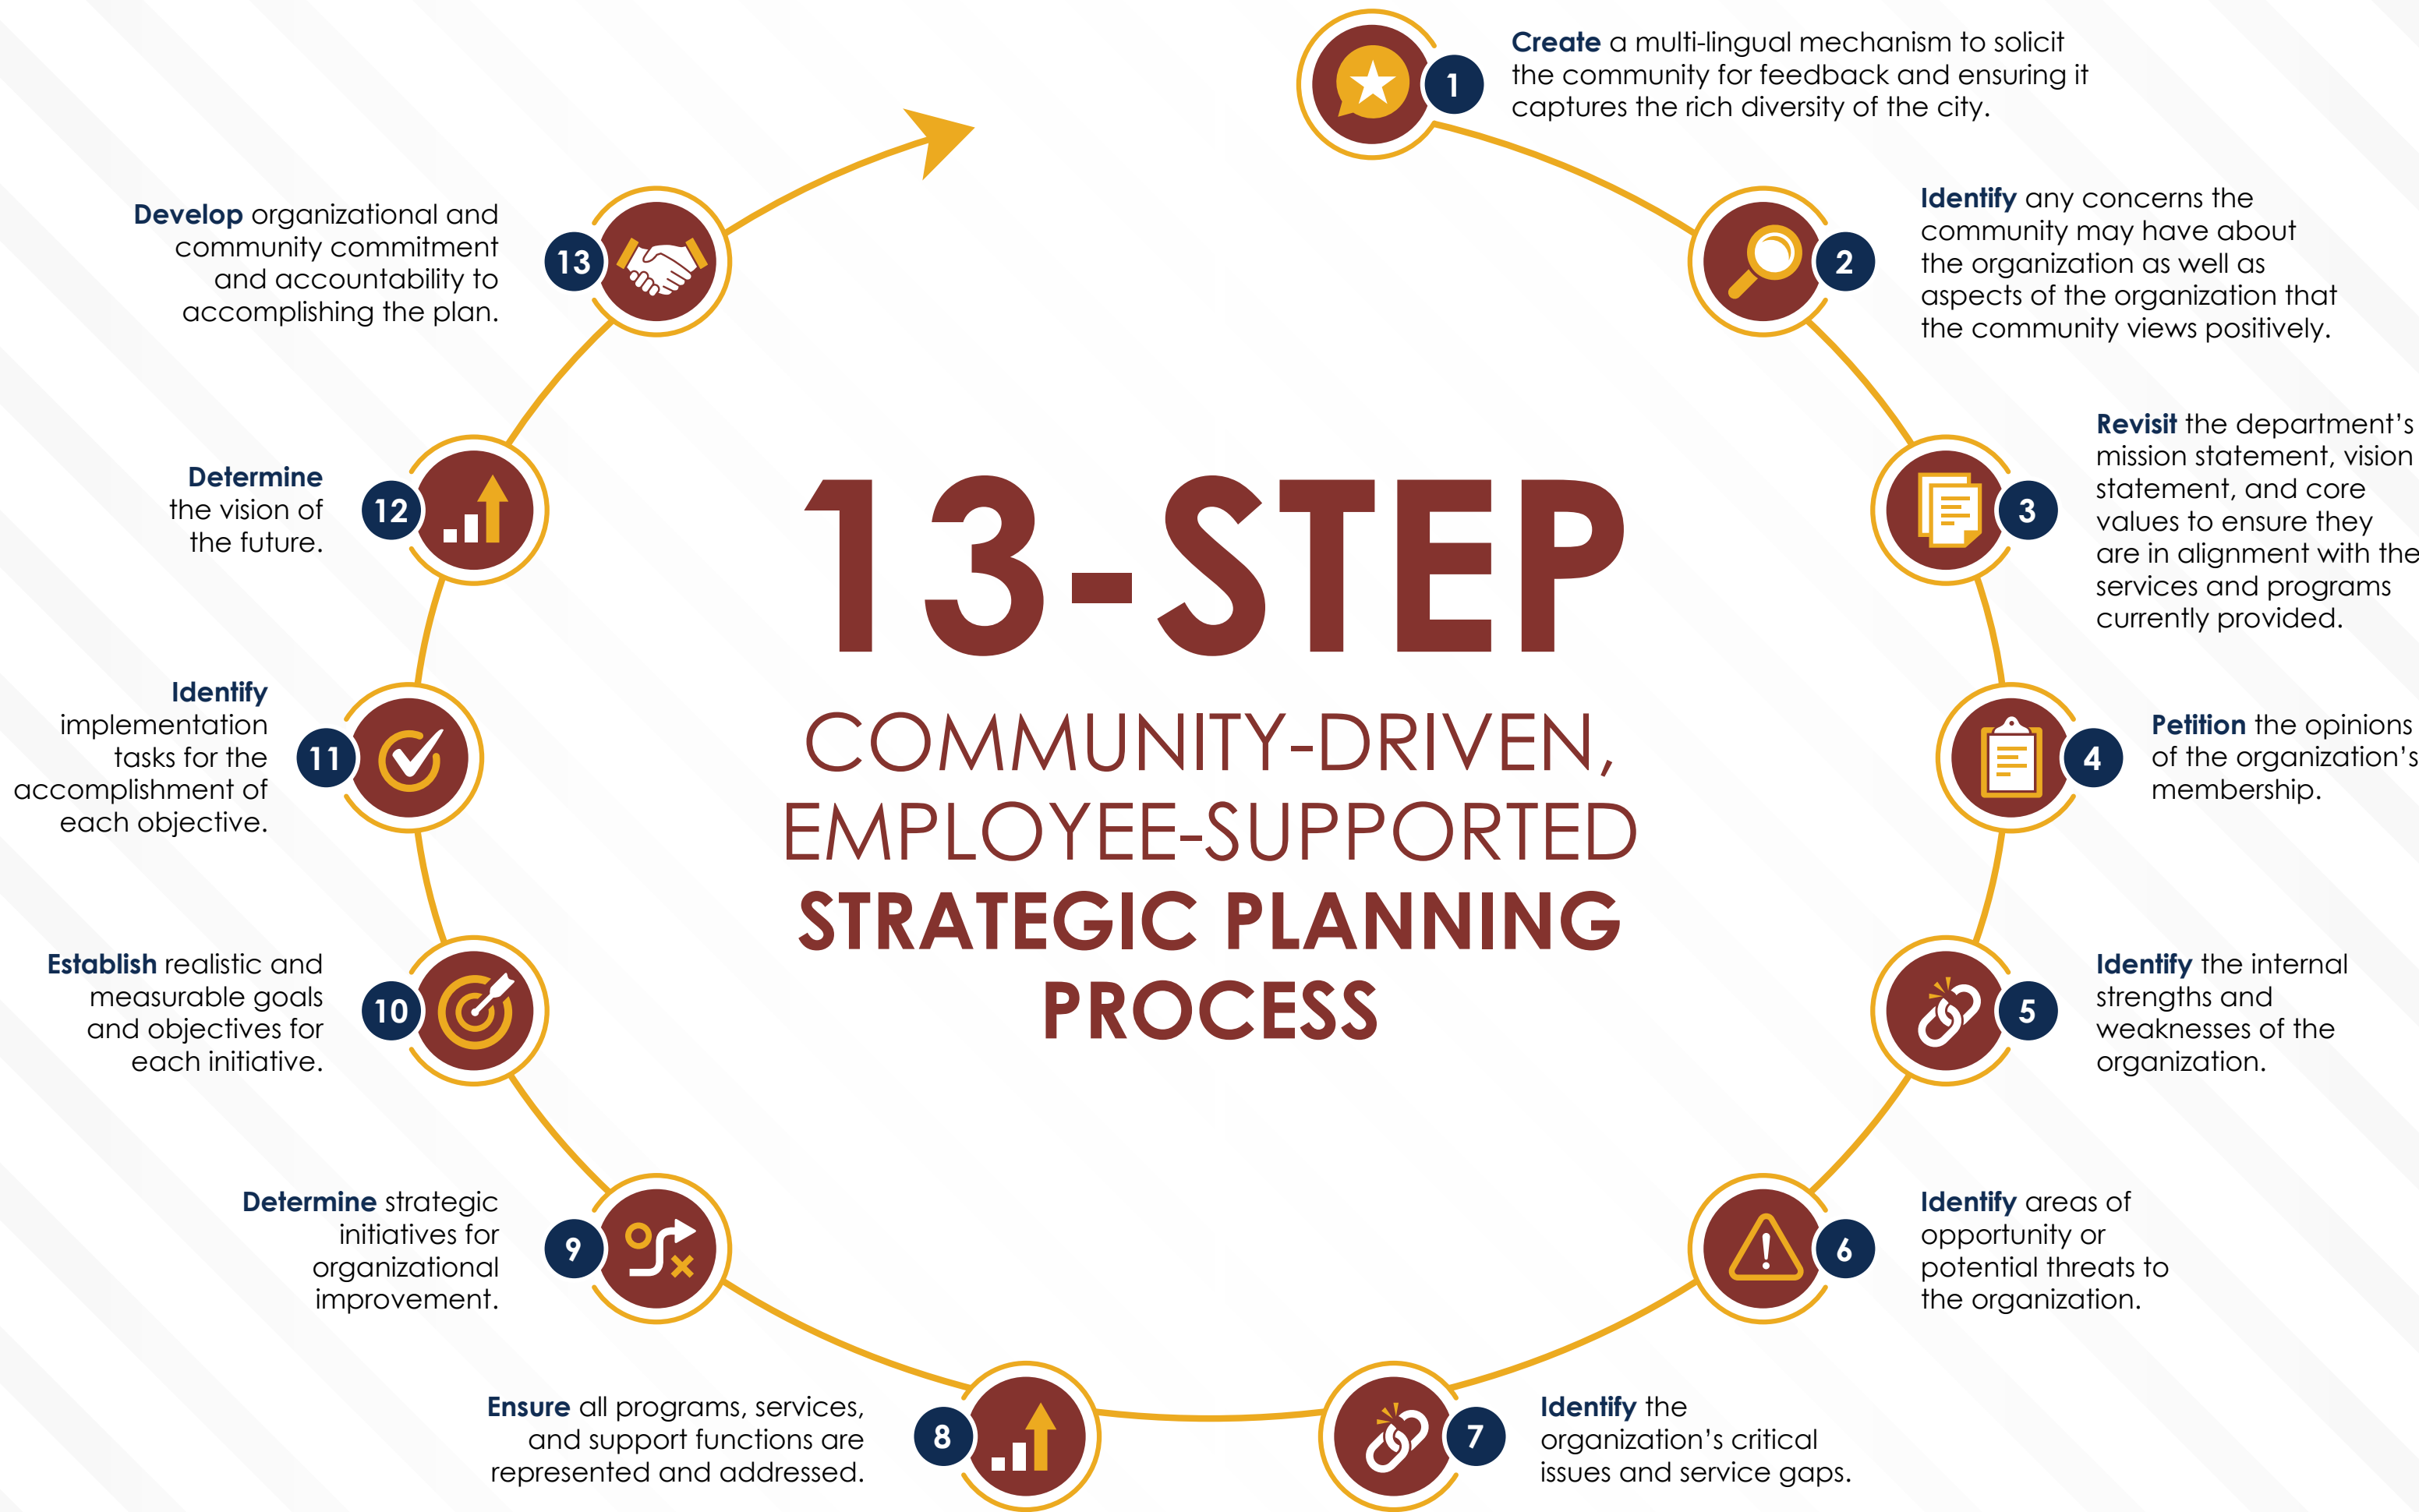 13-STEP
COMMUNITY-DRIVEN,
EMPLOYEE-SUPPORTED
STRATEGIC PLANNING
PROCESS
1
Create a multi-lingual mechanism to solicit
the community for feedback and ensuring it
captures the rich diversity of the city.
2
Identify any concerns the
community may have about
the organization as well as
aspects of the organization that
the community views positively.
3
Revisit the department’s
mission statement, vision
statement, and core
values to ensure they
are in alignment with the
services and programs
currently provided.
4
Petition the opinions
of the organization’s
membership.
5
Identify the internal
strengths and
weaknesses of the
organization.
6
Identify areas of
opportunity or
potential threats to
the organization.
7
Identify the
organization’s critical
issues and service gaps.
8
Ensure all programs, services,
and support functions are
represented and addressed.
9
Determine strategic
initiatives for
organizational
improvement.
10
Establish realistic and
measurable goals
and objectives for
each initiative.
11
Identify
implementation
tasks for the
accomplishment of
each objective.
12
Determine
the vision of
the future.
13
Develop organizational and
community commitment
and accountability to
accomplishing the plan.